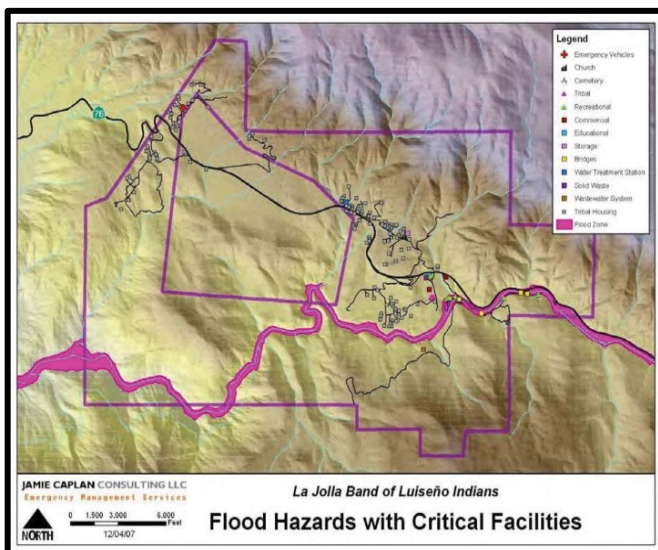 Legend
Emergency Vehicles
Church
Cemetery
Tribal
Recreational
Commercial
Educational
Storage
Bridges
Water Treatment Station
Solid Waste
Wastewater System
Tribal Housing
Flood Zone
76
JAMIE CAPLAN CONSULTING LLC
Emergency Management Services
NORTH
0 1,500 3,000 6,000
Feet
12/04/07
La Jolla Band of Luiseño Indians
Flood Hazards with Critical Facilities